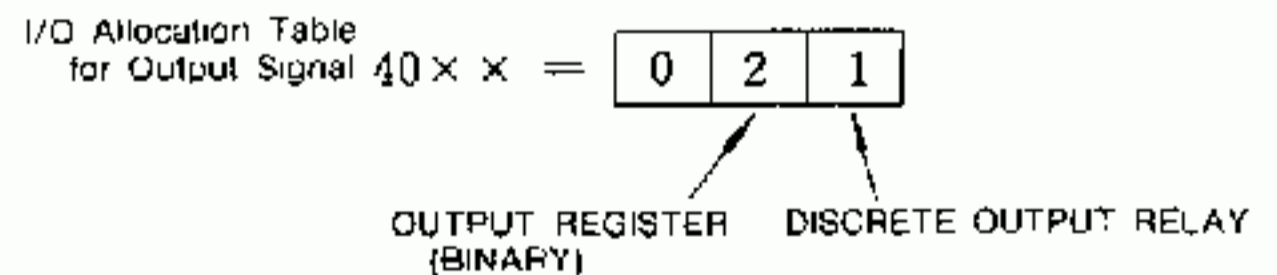 I/O Allocation Table
for Output Signal 40×× = 0 2 1
OUTPUT REGISTER DISCRETE OUTPUT RELAY
(BINARY)